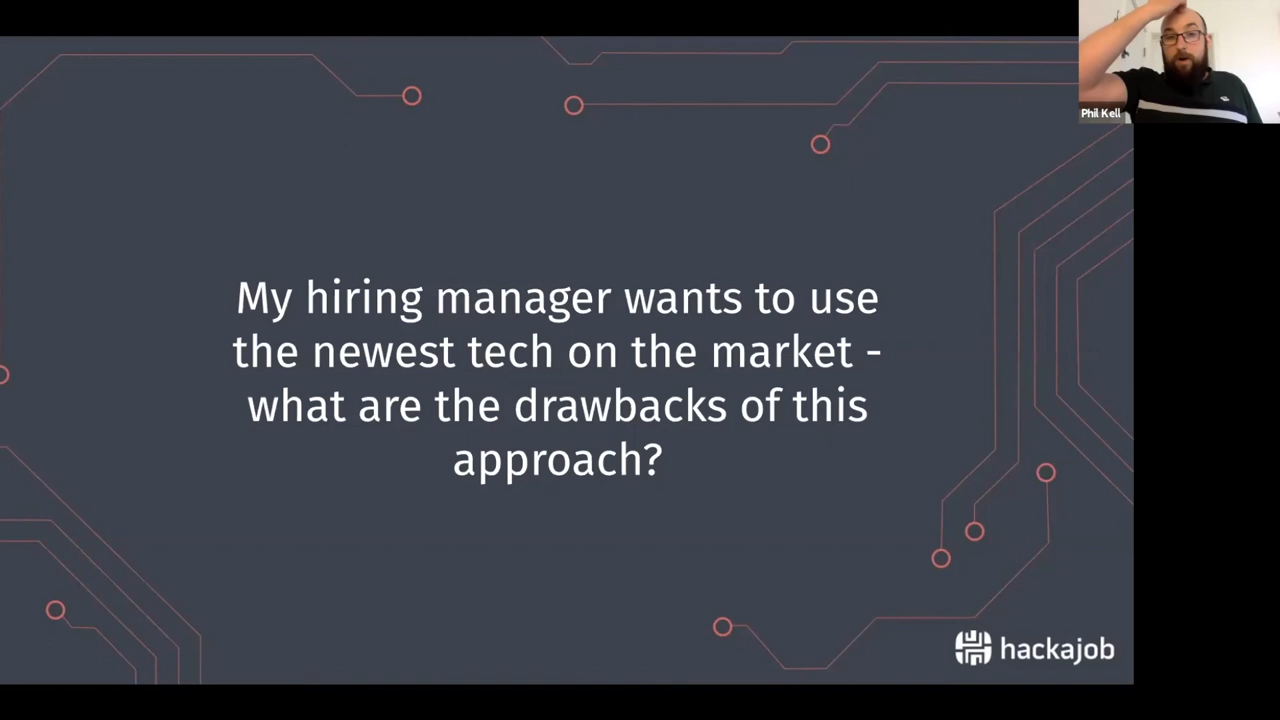 Phil Kell
My hiring manager wants to use
the newest tech on the market -
what are the drawbacks of this
approach?
hackajob